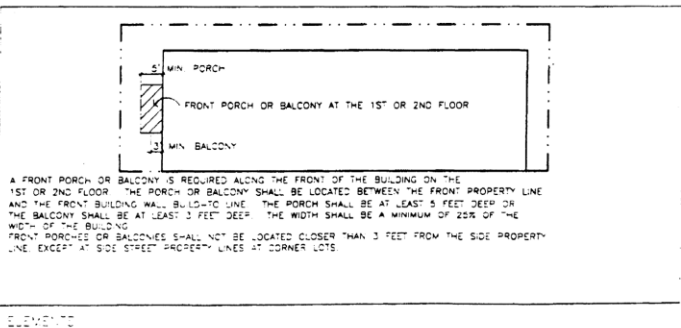 5' MIN. PORCH
FRONT PORCH OR BALCONY AT THE 1ST OR 2ND FLOOR
3' MIN BALCONY
A FRONT PORCH OR BALCONY IS REQUIRED ALONG THE FRONT OF THE BUILDING ON THE
1ST OR 2ND FLOOR. THE PORCH OR BALCONY SHALL BE LOCATED BETWEEN THE FRONT PROPERTY LINE
AND THE FRONT BUILDING WALL BUILD-TO LINE. THE PORCH SHALL BE AT LEAST 5 FEET DEEP OR
THE BALCONY SHALL BE AT LEAST 3 FEET DEEP. THE WIDTH SHALL BE A MINIMUM OF 25% OF THE
WIDTH OF THE BUILDING
FRONT PORCHES OR BALCONIES SHALL NOT BE LOCATED CLOSER THAN 3 FEET FROM THE SIDE PROPERTY
LINE, EXCEPT AT SIDE STREET PROPERTY LINES AT CORNER LOTS.
ELEMENTS